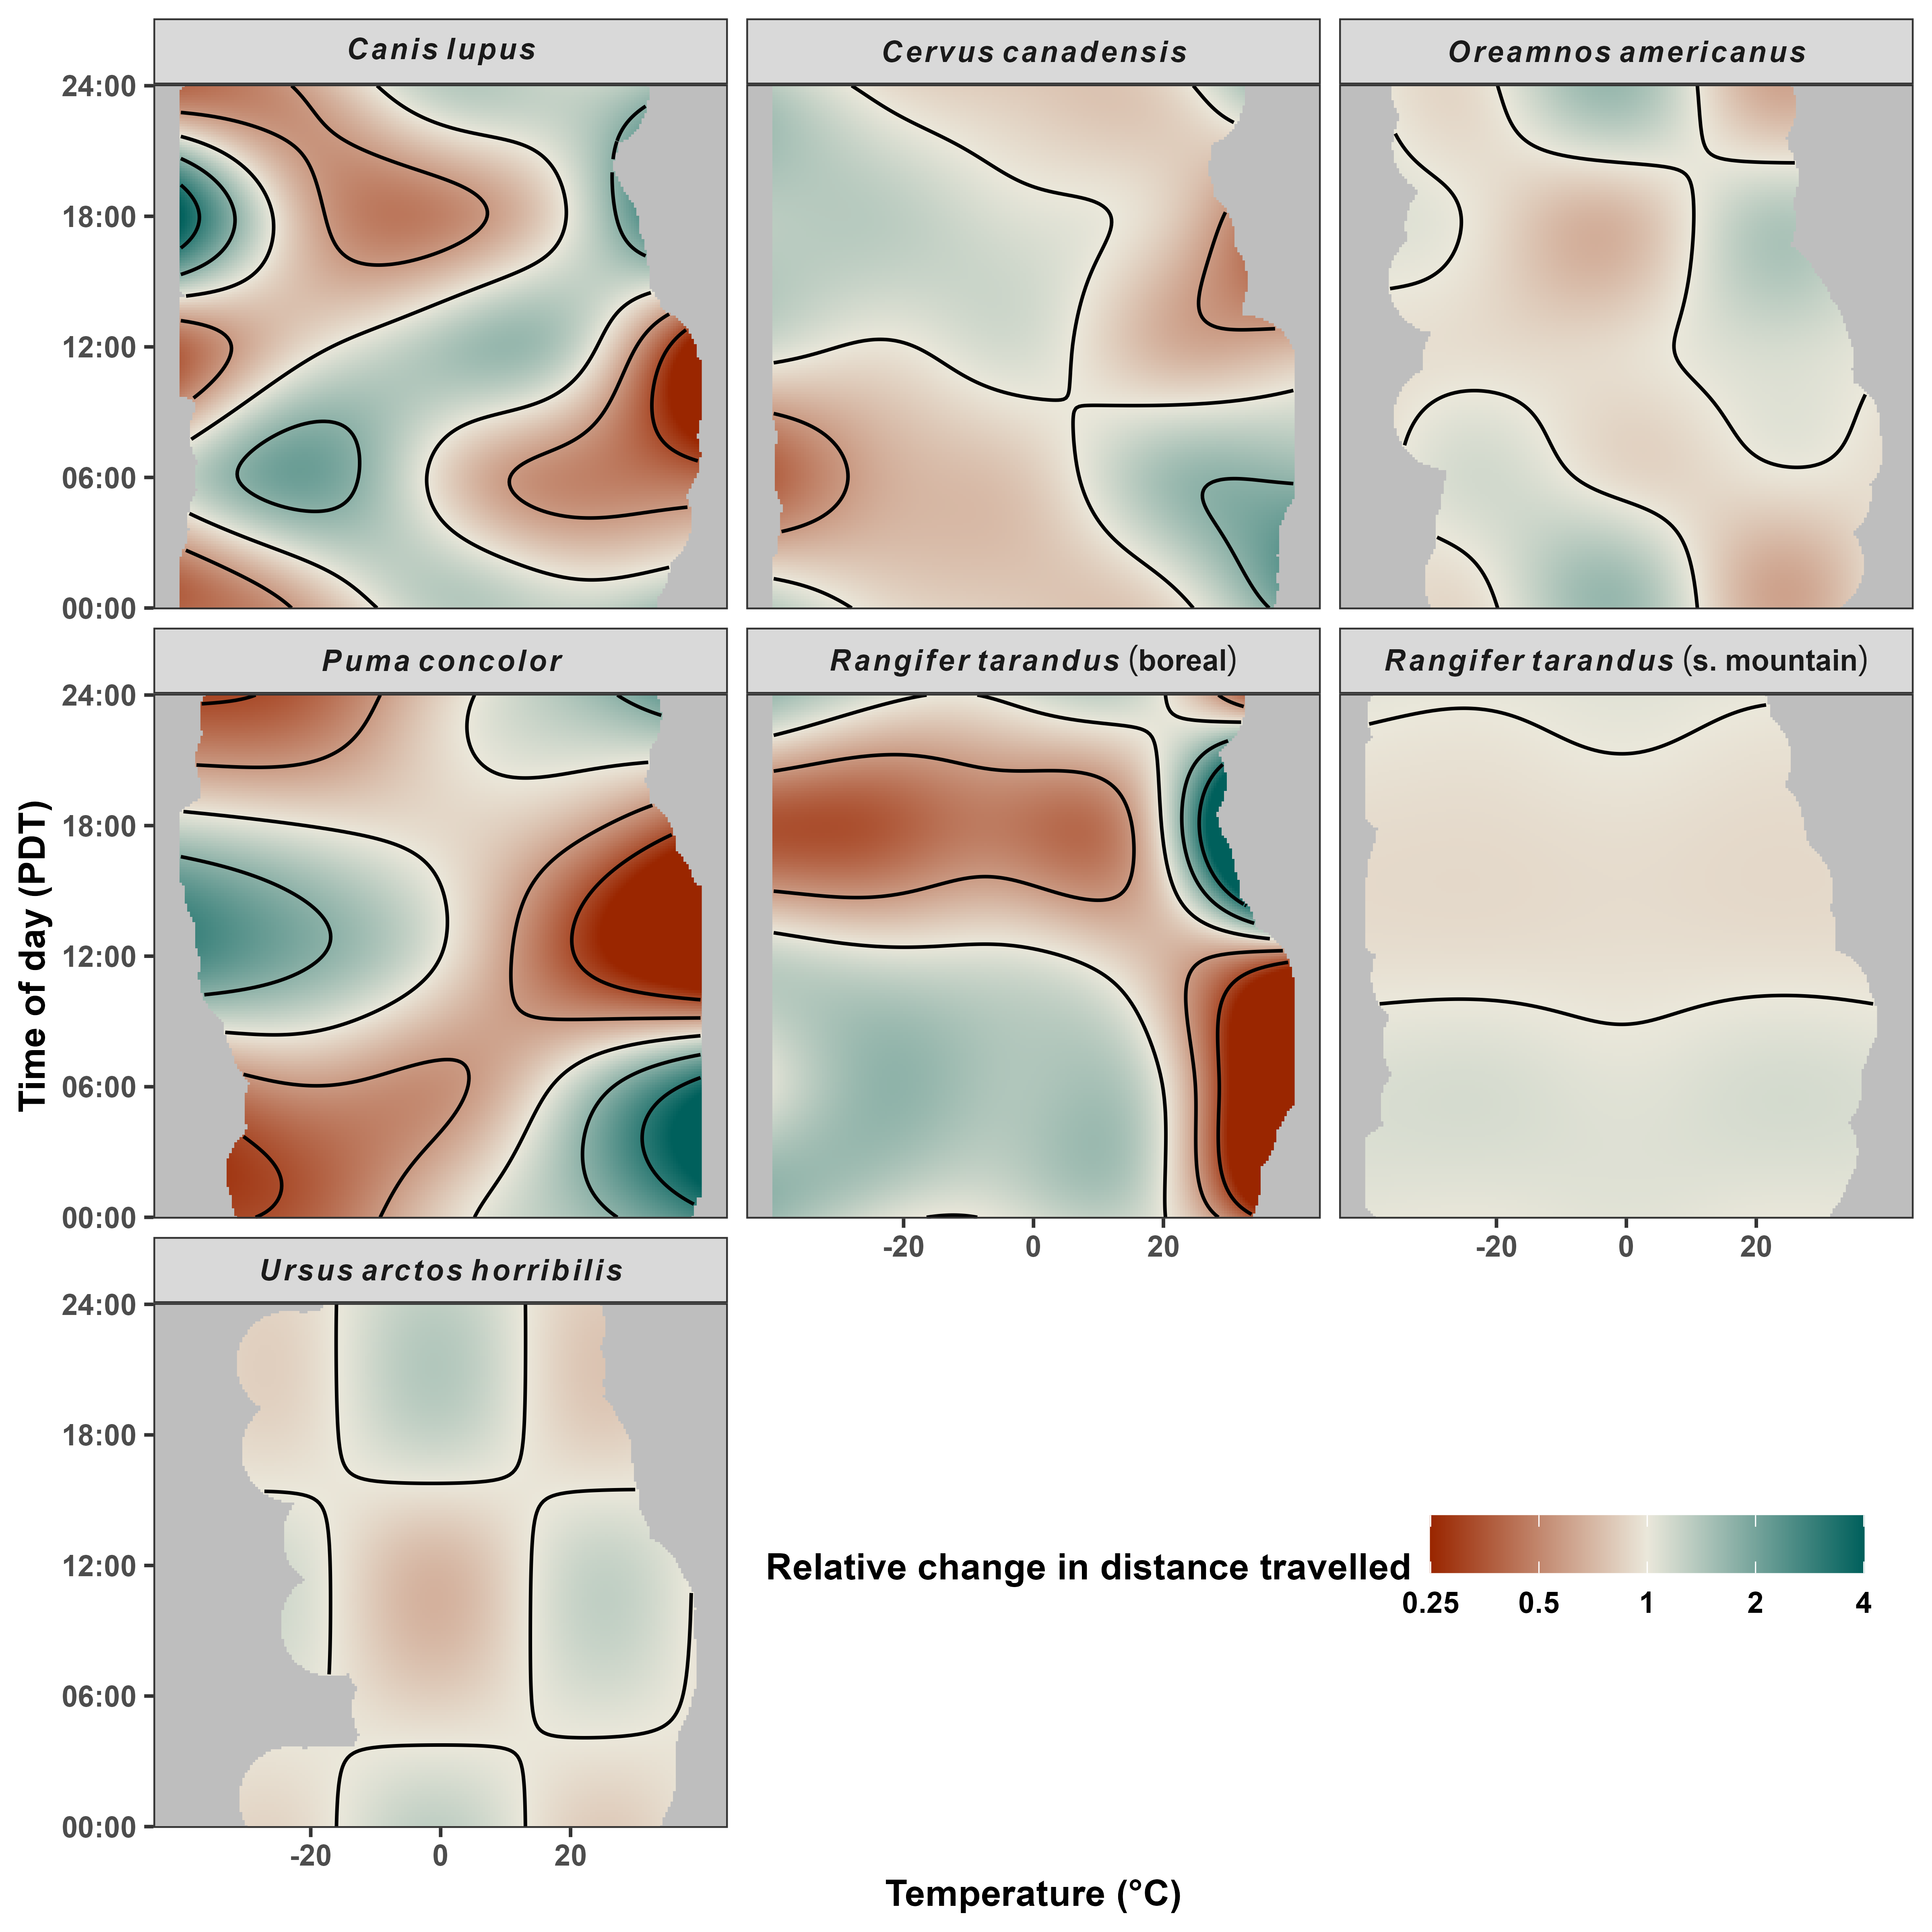 Canis lupus
Cervus canadensis
Oreamnos americanus
24:00
18:00
12:00
06:00
00:00
Puma concolor
Rangifer tarandus (boreal)
Rangifer tarandus (s. mountain)
24:00
18:00
12:00
06:00
00:00
-20 0 20
-20 0 20
Ursus arctos horribilis
24:00
18:00
12:00
06:00
00:00
-20 0 20
Time of day (PDT)
Temperature (°C)
Relative change in distance travelled
0.25 0.5 1 2 4